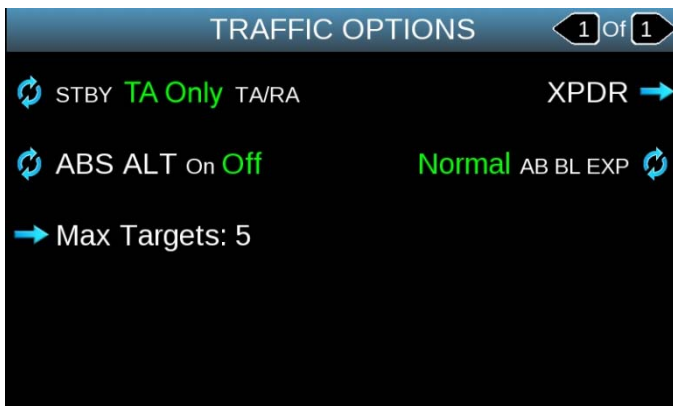 TRAFFIC OPTIONS 1 Of 1
STBY TA Only TA/RA XPDR
ABS ALT On Off Normal AB BL EXP
Max Targets: 5